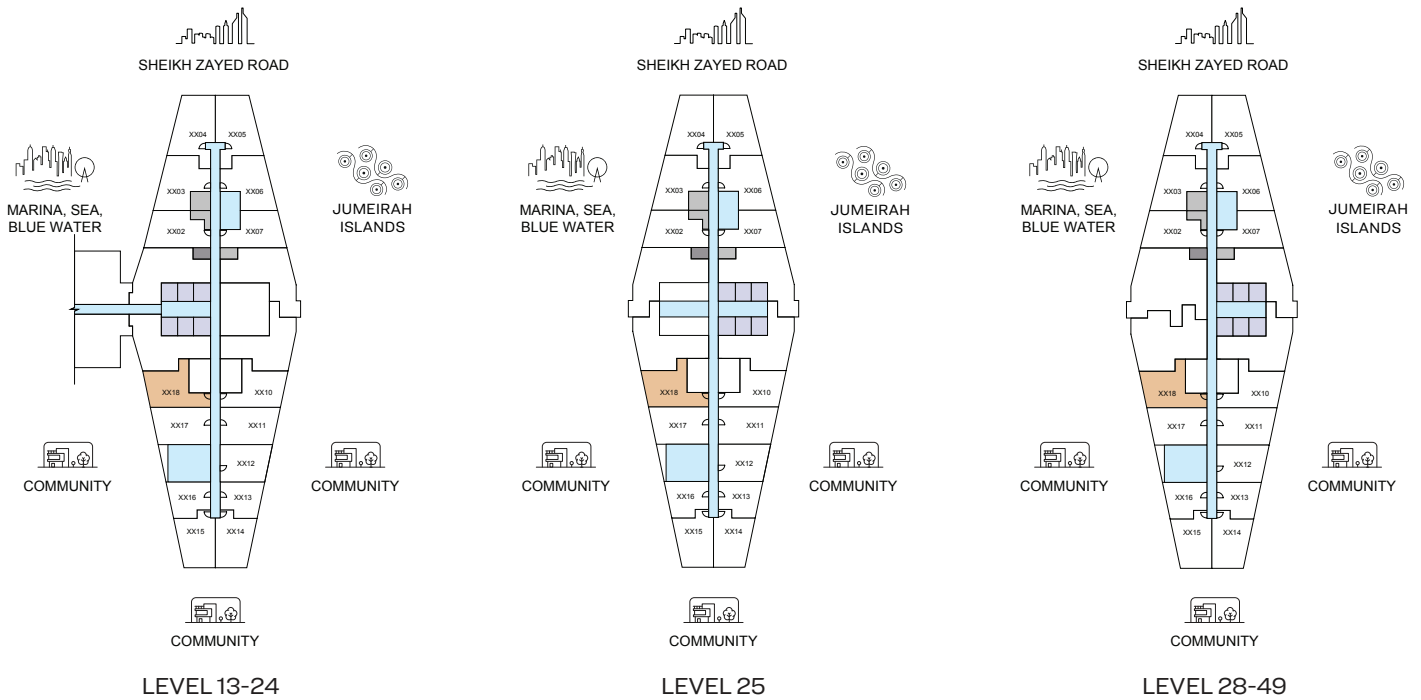 SHEIKH ZAYED ROAD
MARINA, SEA,
BLUE WATER
JUMEIRAH
ISLANDS
XX04
XX05
XX03
XX06
XX02
XX07
XX18
XX10
XX17
XX11
XX12
XX16
XX13
XX15
XX14
COMMUNITY
COMMUNITY
COMMUNITY
LEVEL 13-24
SHEIKH ZAYED ROAD
MARINA, SEA,
BLUE WATER
JUMEIRAH
ISLANDS
XX04
XX05
XX03
XX06
XX02
XX07
XX18
XX10
XX17
XX11
XX12
XX16
XX13
XX15
XX14
COMMUNITY
COMMUNITY
COMMUNITY
LEVEL 25
SHEIKH ZAYED ROAD
MARINA, SEA,
BLUE WATER
JUMEIRAH
ISLANDS
XX04
XX05
XX03
XX06
XX02
XX07
XX18
XX10
XX17
XX11
XX12
XX16
XX13
XX15
XX14
COMMUNITY
COMMUNITY
COMMUNITY
LEVEL 28-49